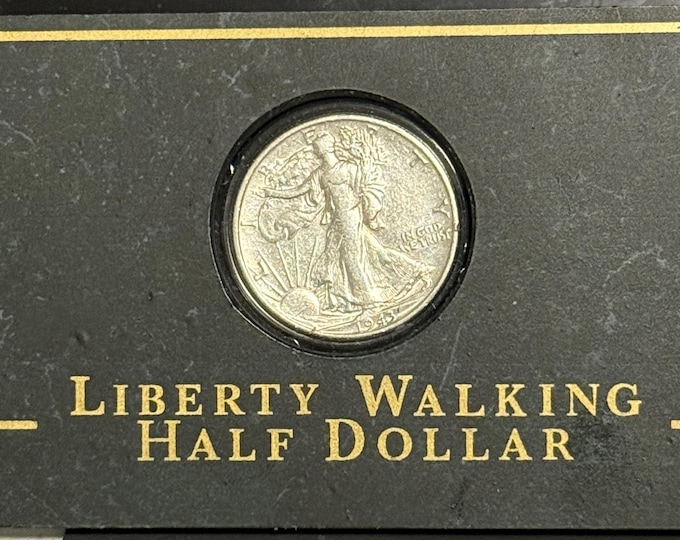 LIBERTY
IN GOD
WE TRUST
LIBERTY WALKING
HALF DOLLAR